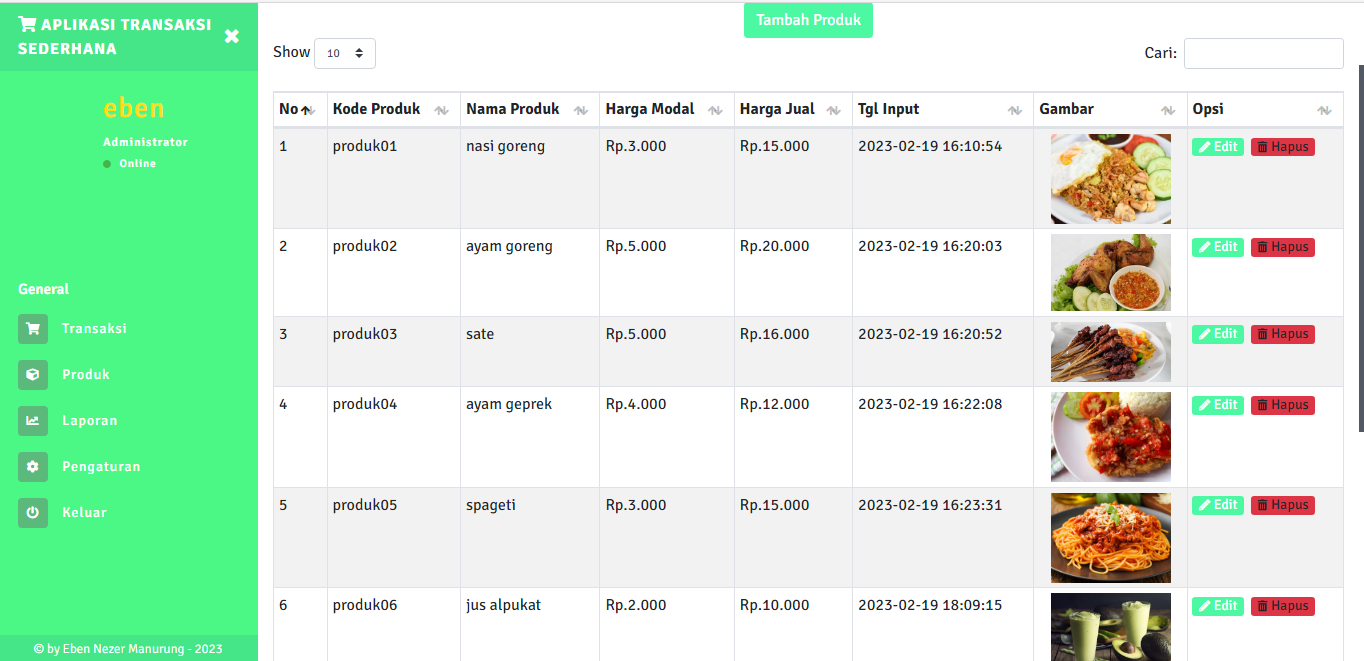 APLIKASI TRANSAKSI
SEDERHANA
eben
Administrator
Online
General
Transaksi
Produk
Laporan
Pengaturan
Keluar
© by Eben Nezer Manurung - 2023
Tambah Produk
Show 10
Cari:
No Kode Produk Nama Produk Harga Modal Harga Jual Tgl Input Gambar Opsi
1 produk01 nasi goreng Rp.3.000 Rp.15.000 2023-02-19 16:10:54 Edit Hapus
2 produk02 ayam goreng Rp.5.000 Rp.20.000 2023-02-19 16:20:03 Edit Hapus
3 produk03 sate Rp.5.000 Rp.16.000 2023-02-19 16:20:52 Edit Hapus
4 produk04 ayam geprek Rp.4.000 Rp.12.000 2023-02-19 16:22:08 Edit Hapus
5 produk05 spageti Rp.3.000 Rp.15.000 2023-02-19 16:23:31 Edit Hapus
6 produk06 jus alpukat Rp.2.000 Rp.10.000 2023-02-19 18:09:15 Edit Hapus